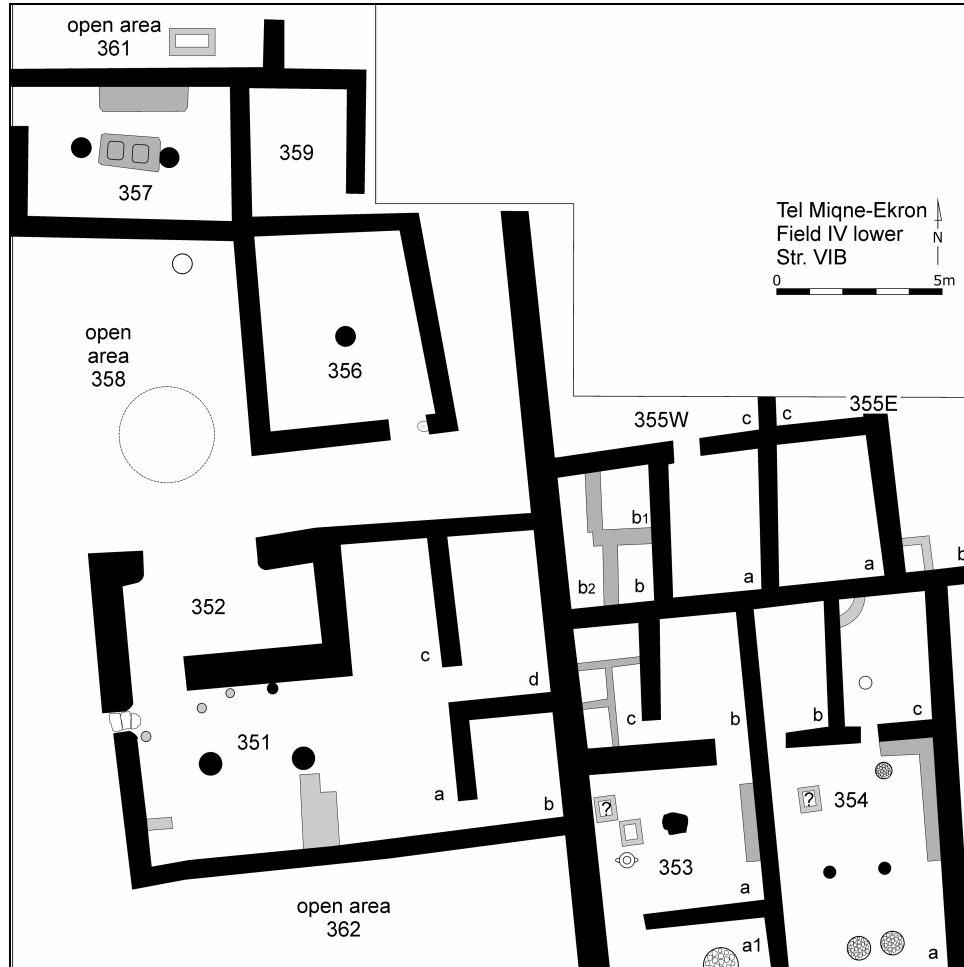 open area
361
359
357
Tel Miqne-Ekron
Field IV lower
Str. VIB
N
0 5m
open
area
358
356
355W
c c
355E
b1
b2 b a a b
352
c
d
351
a
b
c
b
b
c
?
?
354
353
a
open area
362
a1
a